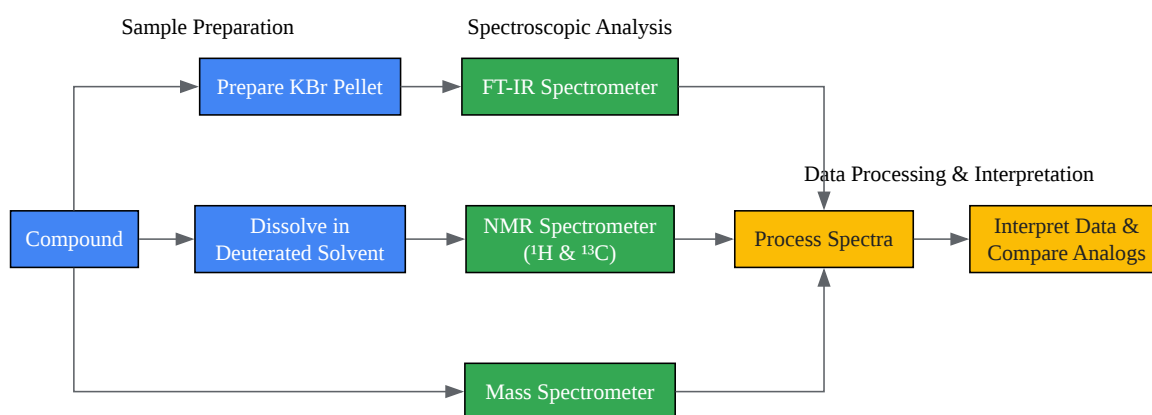 Sample Preparation
Spectroscopic Analysis
Prepare KBr Pellet
FT-IR Spectrometer
Data Processing & Interpretation
Compound
Dissolve in
Deuterated Solvent
NMR Spectrometer
(¹H & ¹³C)
Process Spectra
Interpret Data &
Compare Analogs
Mass Spectrometer